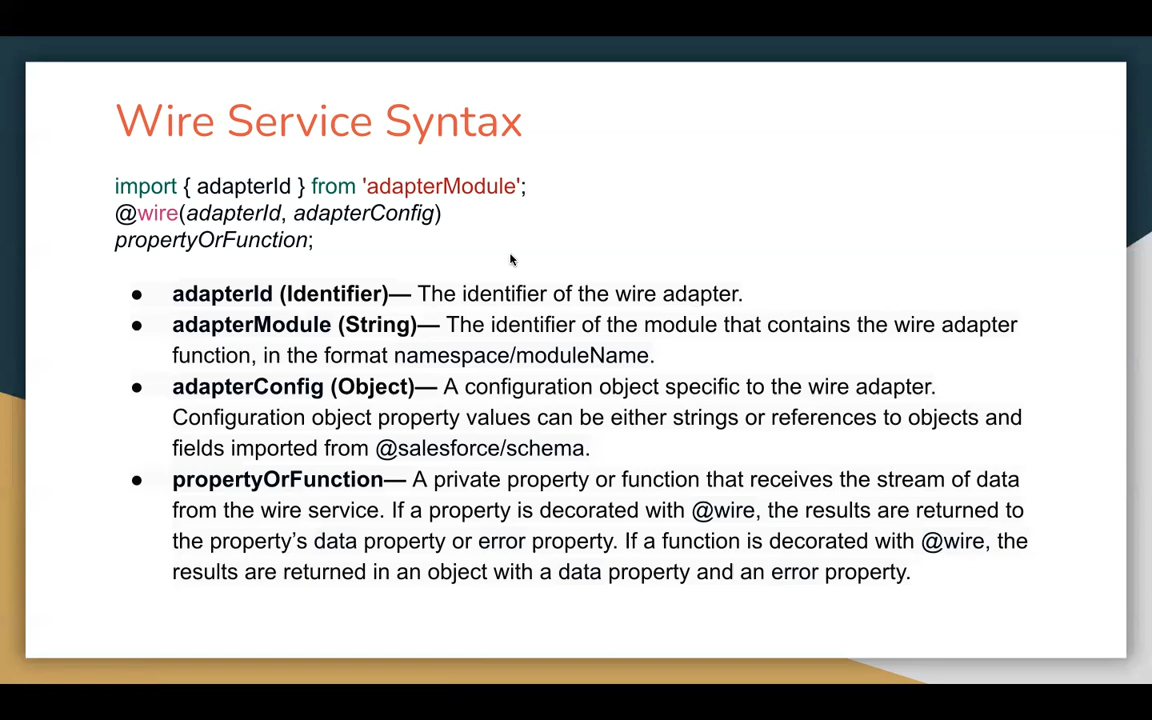 Wire Service Syntax
import { adapterId } from 'adapterModule';
@wire(adapterId, adapterConfig)
propertyOrFunction;
● adapterId (Identifier)— The identifier of the wire adapter.
● adapterModule (String)— The identifier of the module that contains the wire adapter
function, in the format namespace/moduleName.
● adapterConfig (Object)— A configuration object specific to the wire adapter.
Configuration object property values can be either strings or references to objects and
fields imported from @salesforce/schema.
● propertyOrFunction— A private property or function that receives the stream of data
from the wire service. If a property is decorated with @wire, the results are returned to
the property’s data property or error property. If a function is decorated with @wire, the
results are returned in an object with a data property and an error property.